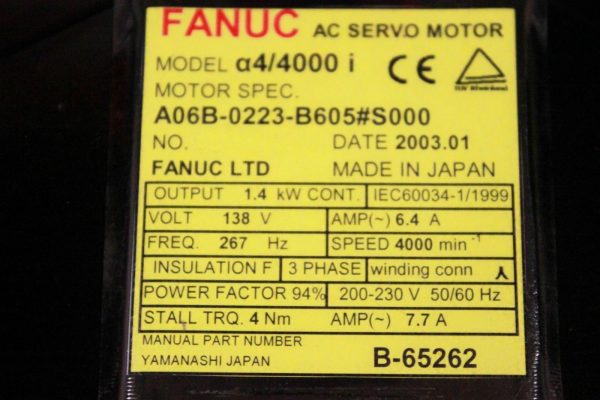 FANUC AC SERVO MOTOR
MODEL α4/4000 i CE
MOTOR SPEC.
A06B-0223-B605#S000
NO. DATE 2003.01
FANUC LTD MADE IN JAPAN
OUTPUT 1.4 kW CONT. IEC60034-1/1999
VOLT 138 V AMP(~) 6.4 A
FREQ. 267 Hz SPEED 4000 min⁻¹
INSULATION F 3 PHASE winding conn
POWER FACTOR 94% 200-230 V 50/60 Hz
STALL TRQ. 4 Nm AMP(~) 7.7 A
MANUAL PART NUMBER
YAMANASHI JAPAN B-65262